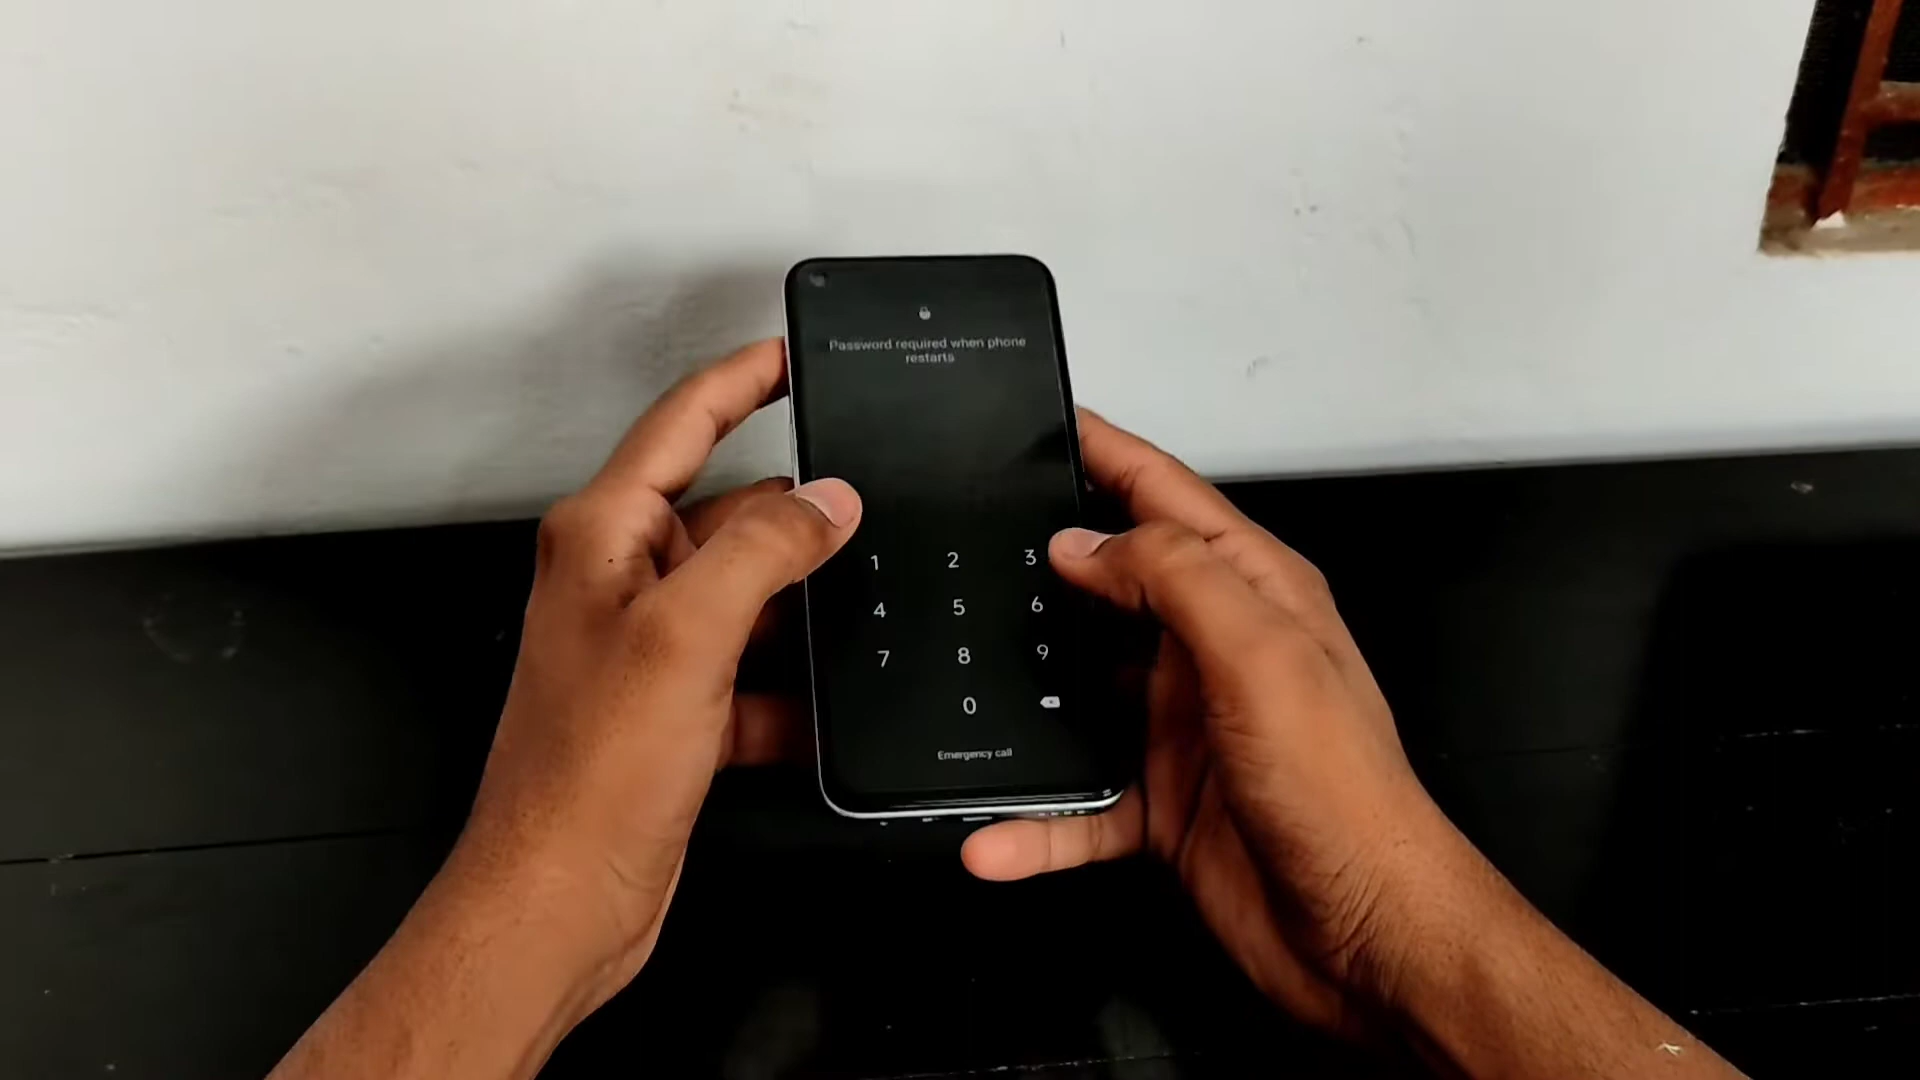 Password required when phone
restarts
1 2 3
4 5 6
7 8 9
0
Emergency call